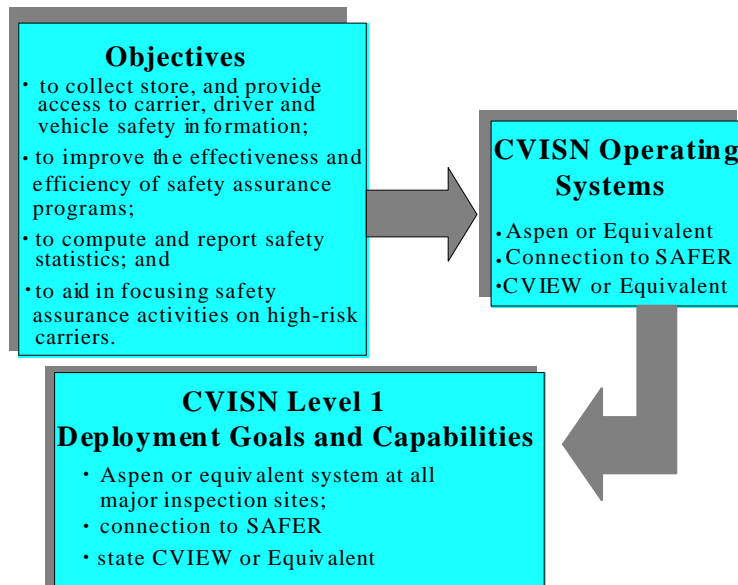 Objectives
• to collect store, and provide
access to carrier, driver and
vehicle safety information;
• to improve the effectiveness and
efficiency of safety assurance
programs;
• to compute and report safety
statistics; and
• to aid in focusing safety
assurance activities on high-risk
carriers.
CVISN Operating
Systems
• Aspen or Equivalent
• Connection to SAFER
• CVIEW or Equivalent
CVISN Level 1
Deployment Goals and Capabilities
• Aspen or equivalent system at all
major inspection sites;
• connection to SAFER
• state CVIEW or Equivalent